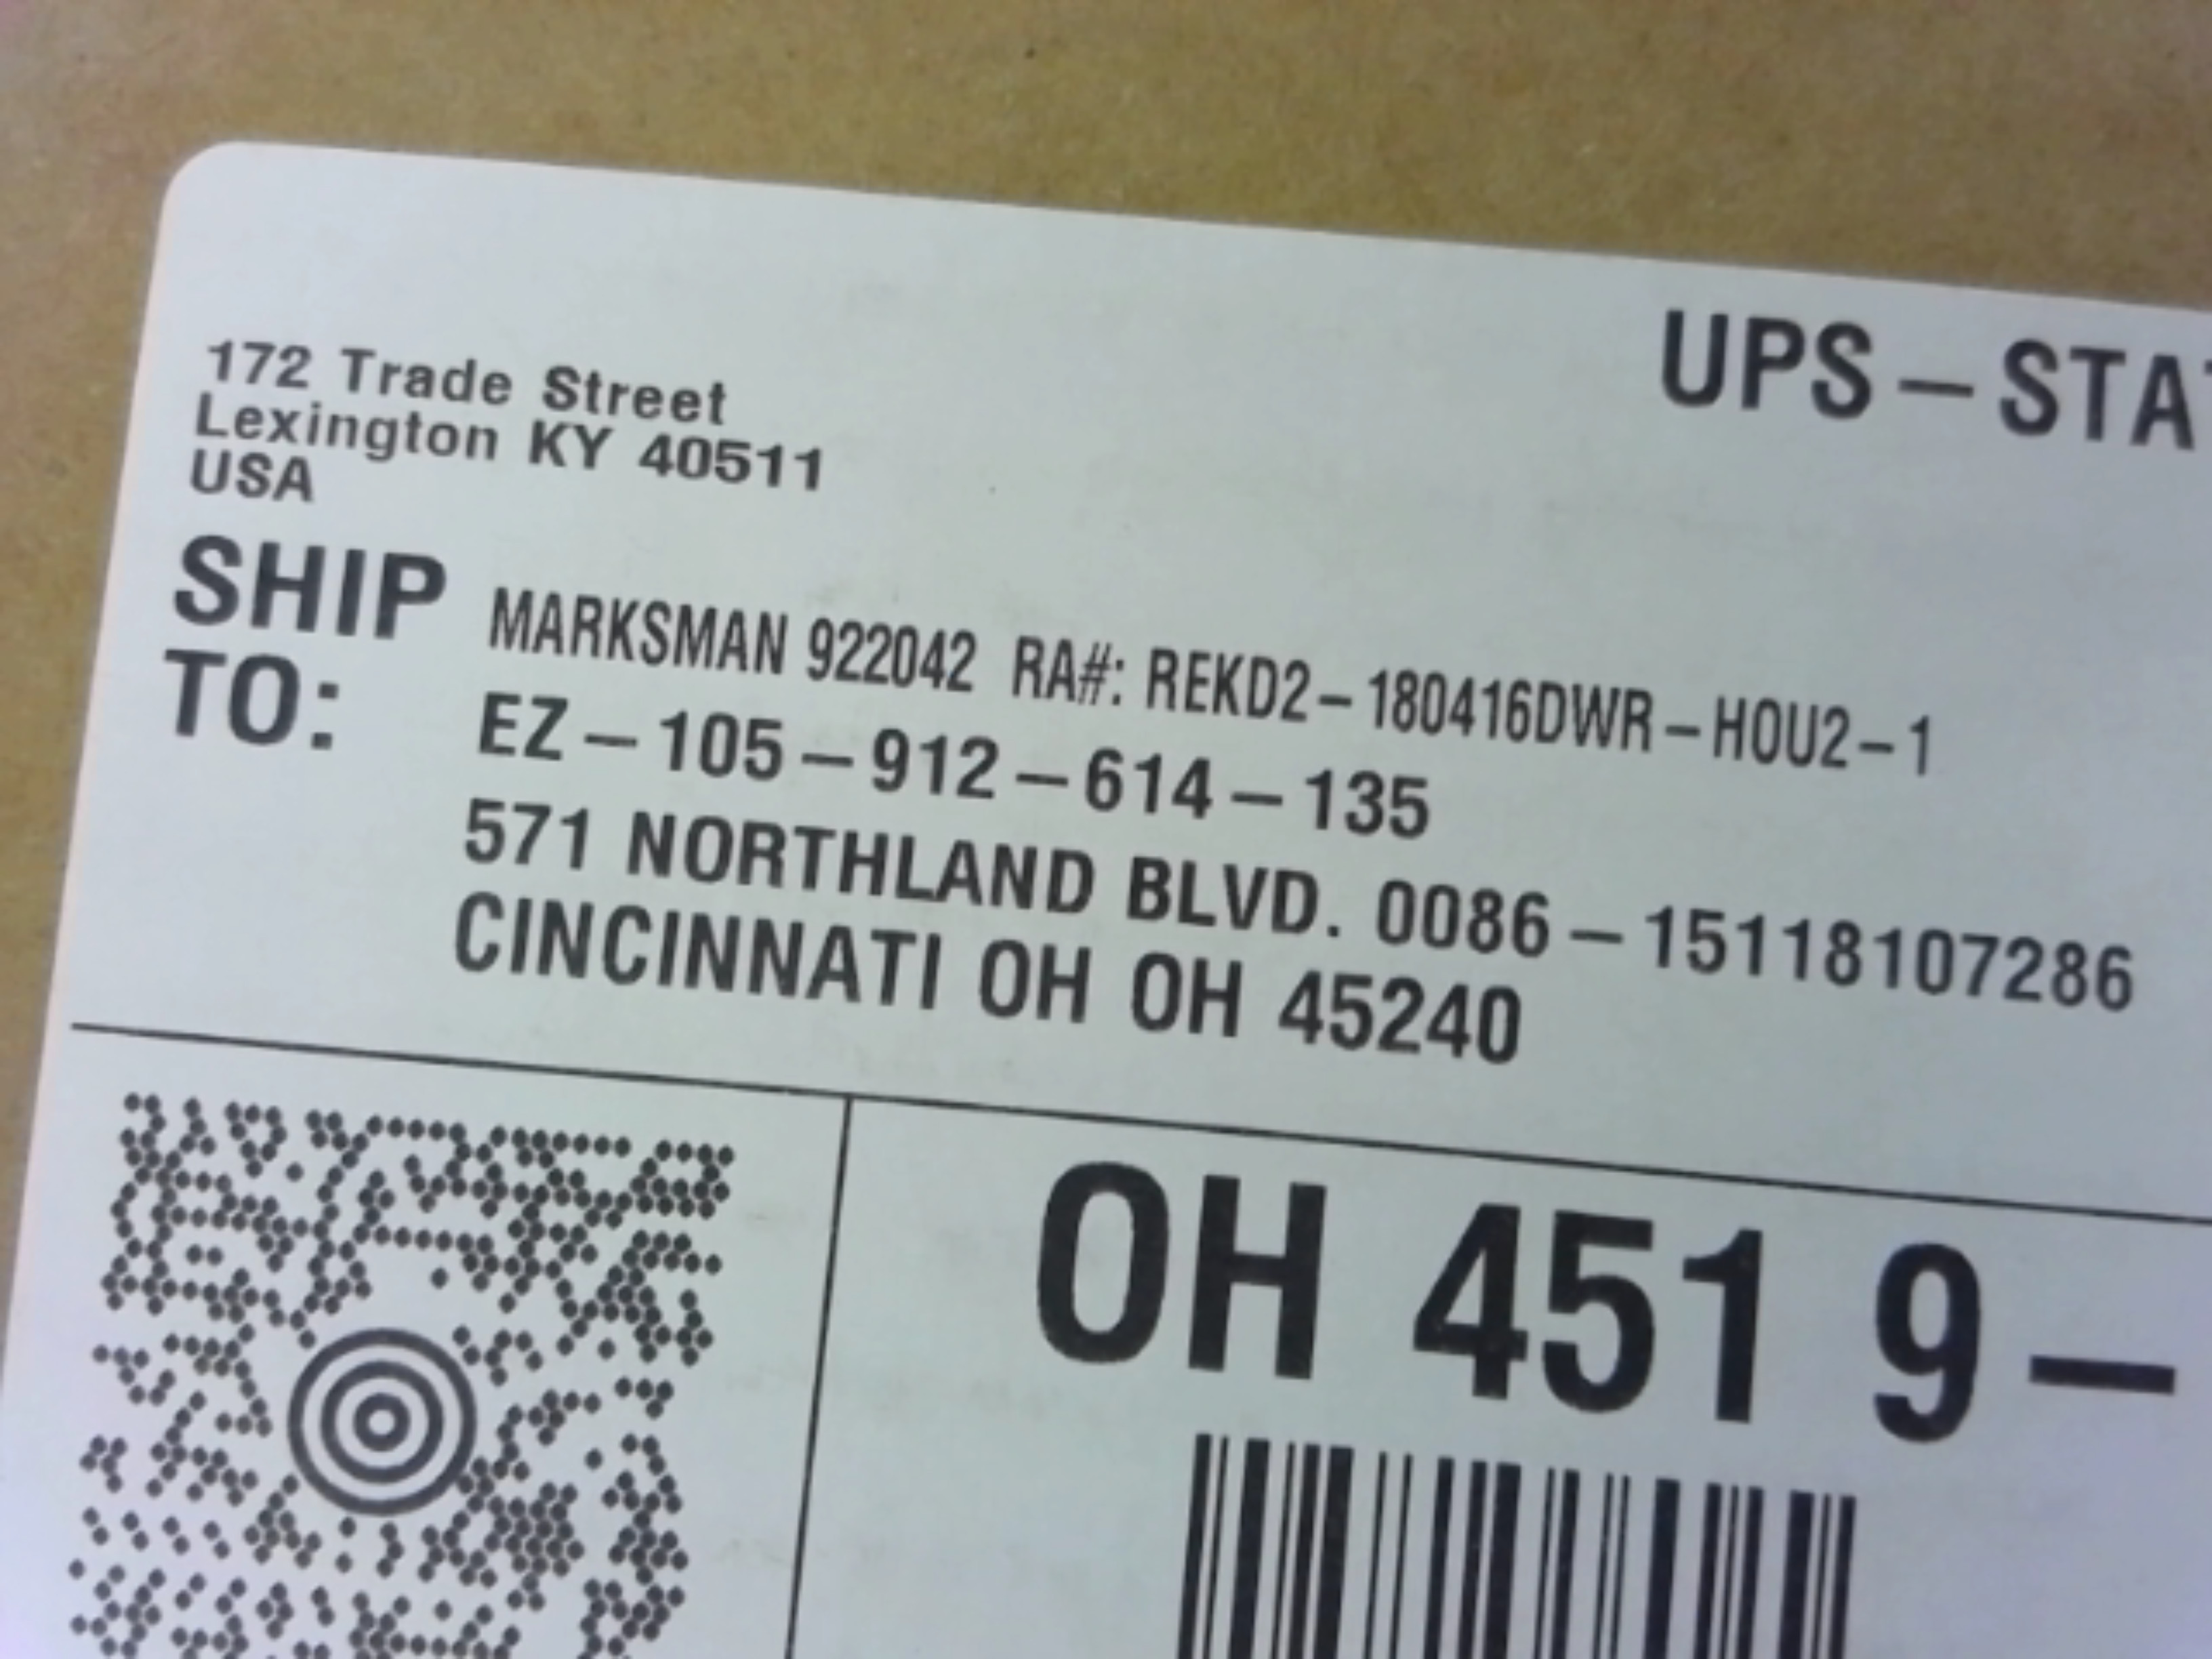 UPS-STA
172 Trade Street
Lexington KY 40511
USA
SHIP TO:
MARKSMAN 922042 RA#: REKD2-180416DWR-HOU2-1
EZ-105-912-614-135
571 NORTHLAND BLVD. 0086-15118107286
CINCINNATI OH OH 45240
OH 451 9-